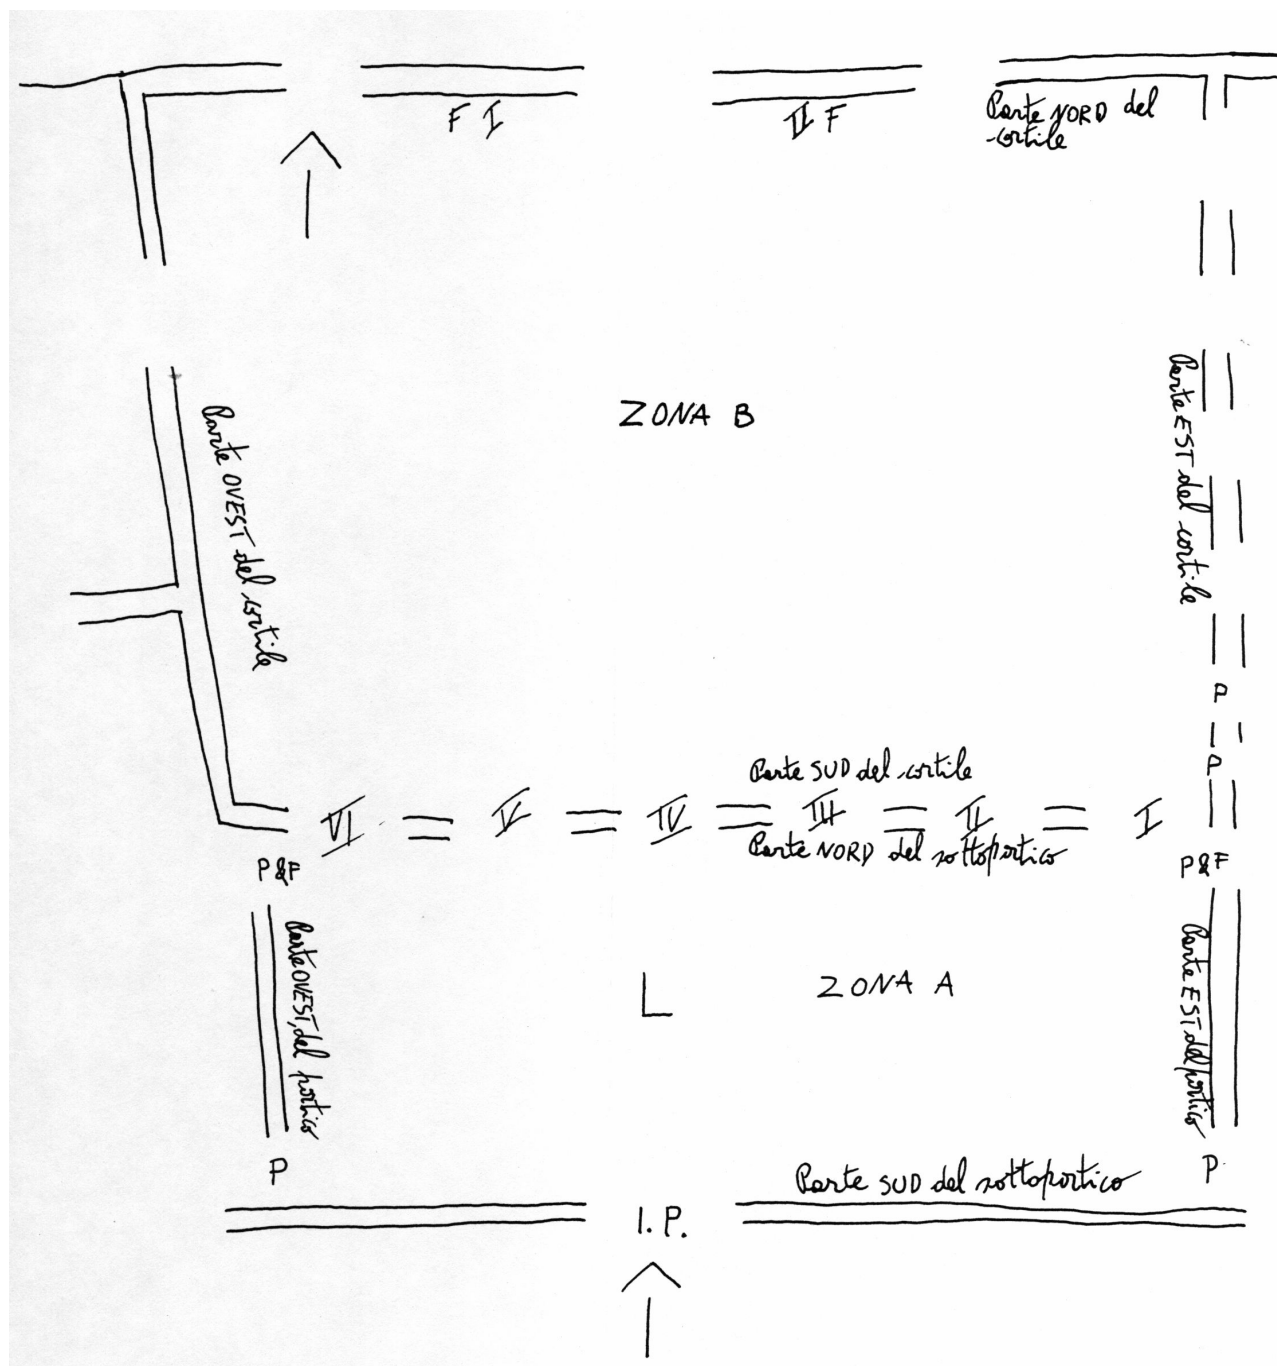 F I
II F
Parte NORD del
cortile
ZONA B
Parte OVEST del cortile
Parte EST del cortile
P
P
Parte SUD del cortile
VI
V
IV
III
II
I
Parte NORD del sottoportico
P&F
P&F
Parte OVEST del portico
L
ZONA A
Parte EST del portico
P
P
Parte SUD del sottoportico
I.P.